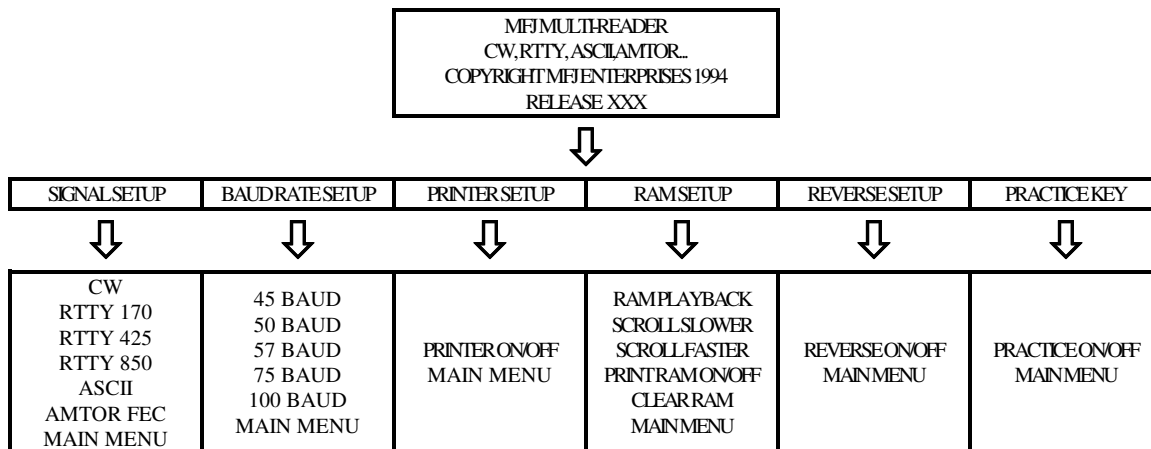 MFJ MULTI-READER
CW, RTTY, ASCII, AMTOR...
COPYRIGHT MFJ ENTERPRISES 1994
RELEASE XXX
SIGNAL SETUP
BAUD RATE SETUP
PRINTER SETUP
RAM SETUP
REVERSE SETUP
PRACTICE KEY
CW
RTTY 170
RTTY 425
RTTY 850
ASCII
AMTOR FEC
MAIN MENU
45 BAUD
50 BAUD
57 BAUD
75 BAUD
100 BAUD
MAIN MENU
PRINTER ON/OFF
MAIN MENU
RAM PLAYBACK
SCROLL SLOWER
SCROLL FASTER
PRINT RAM ON/OFF
CLEAR RAM
MAIN MENU
REVERSE ON/OFF
MAIN MENU
PRACTICE ON/OFF
MAIN MENU